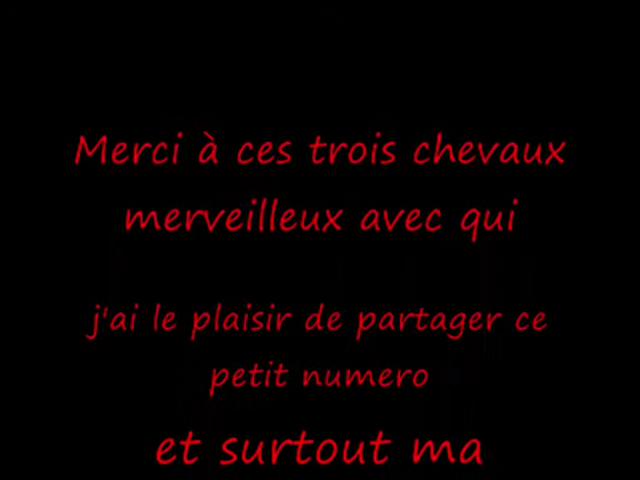 Merci à ces trois chevaux
merveilleux avec qui
j'ai le plaisir de partager ce
petit numero
et surtout ma